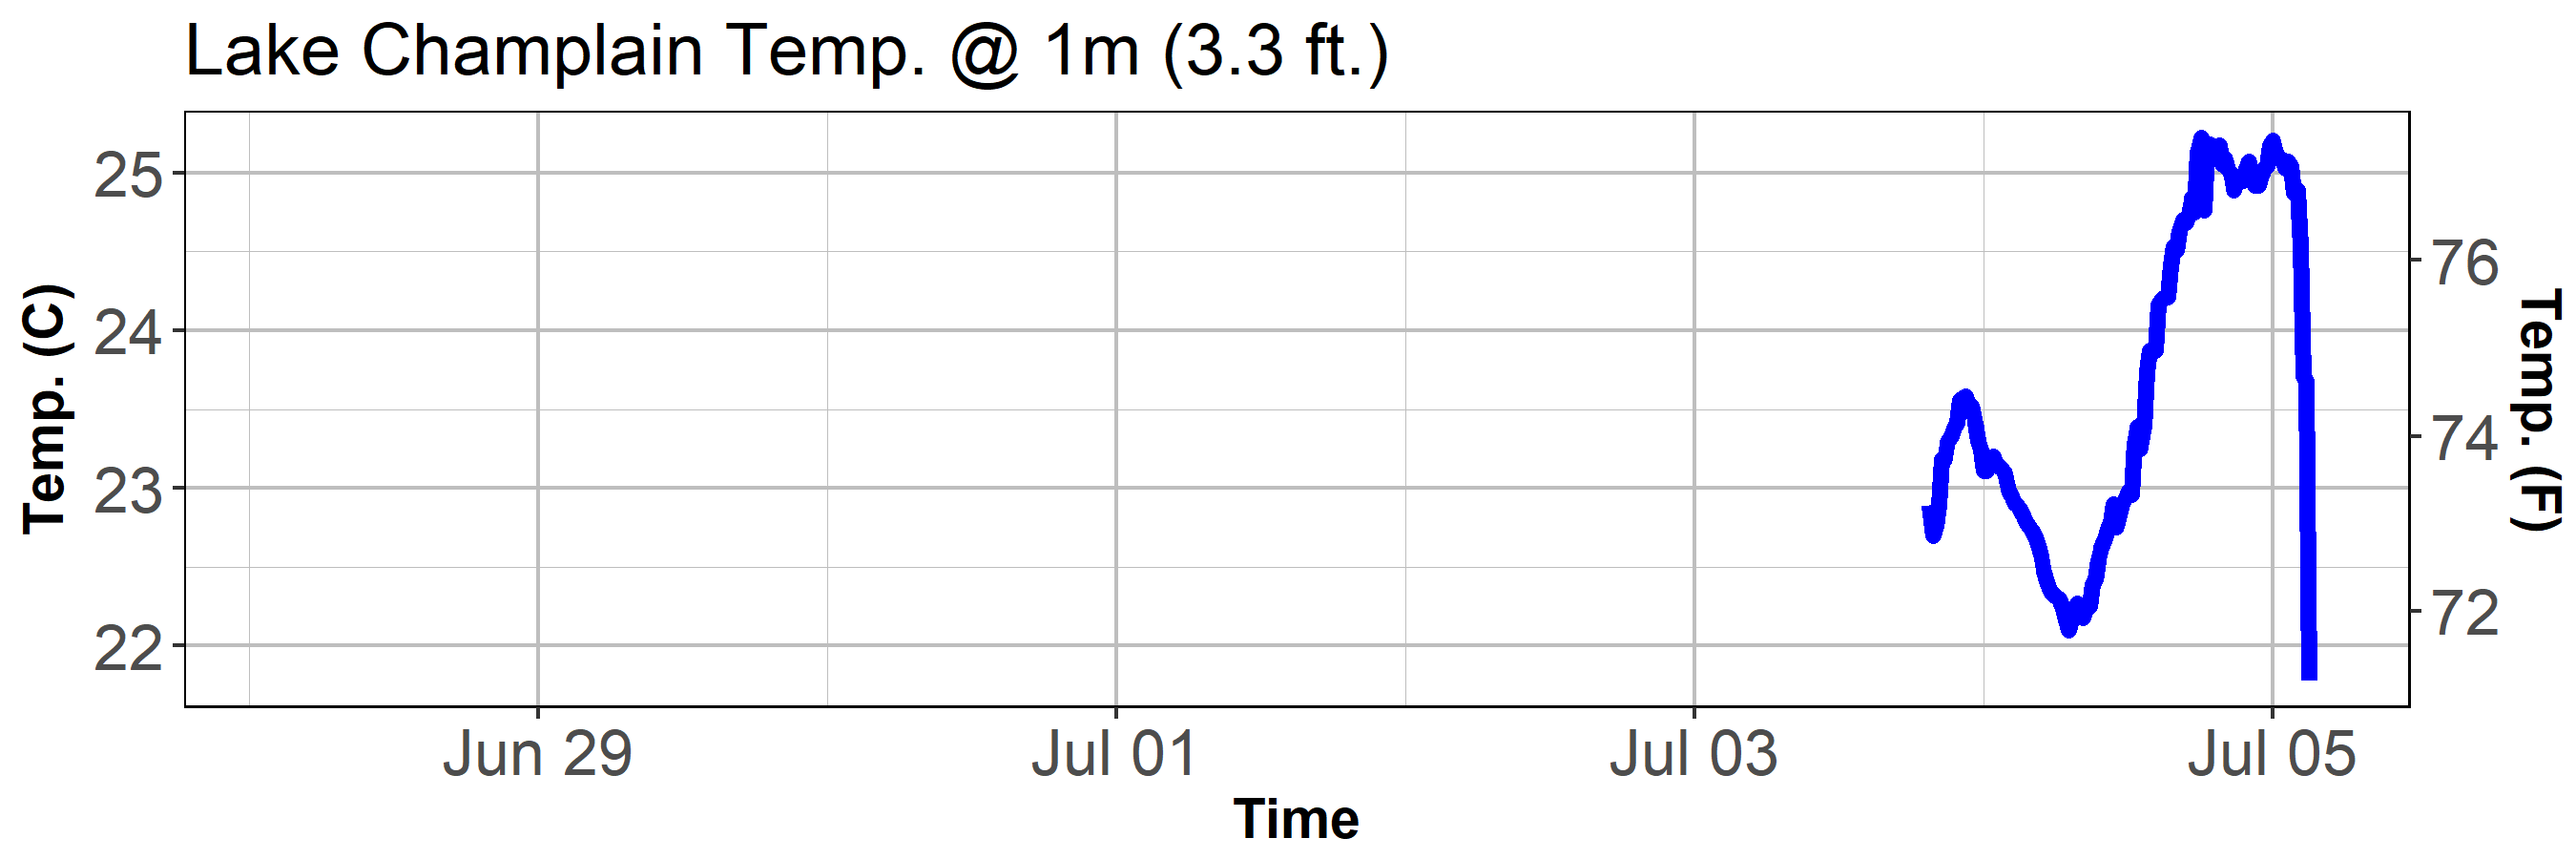 Lake Champlain Temp. @ 1m (3.3 ft.)
Temp. (C)
25
24
23
22
76
74
72
Temp. (F)
Jun 29
Jul 01
Jul 03
Jul 05
Time